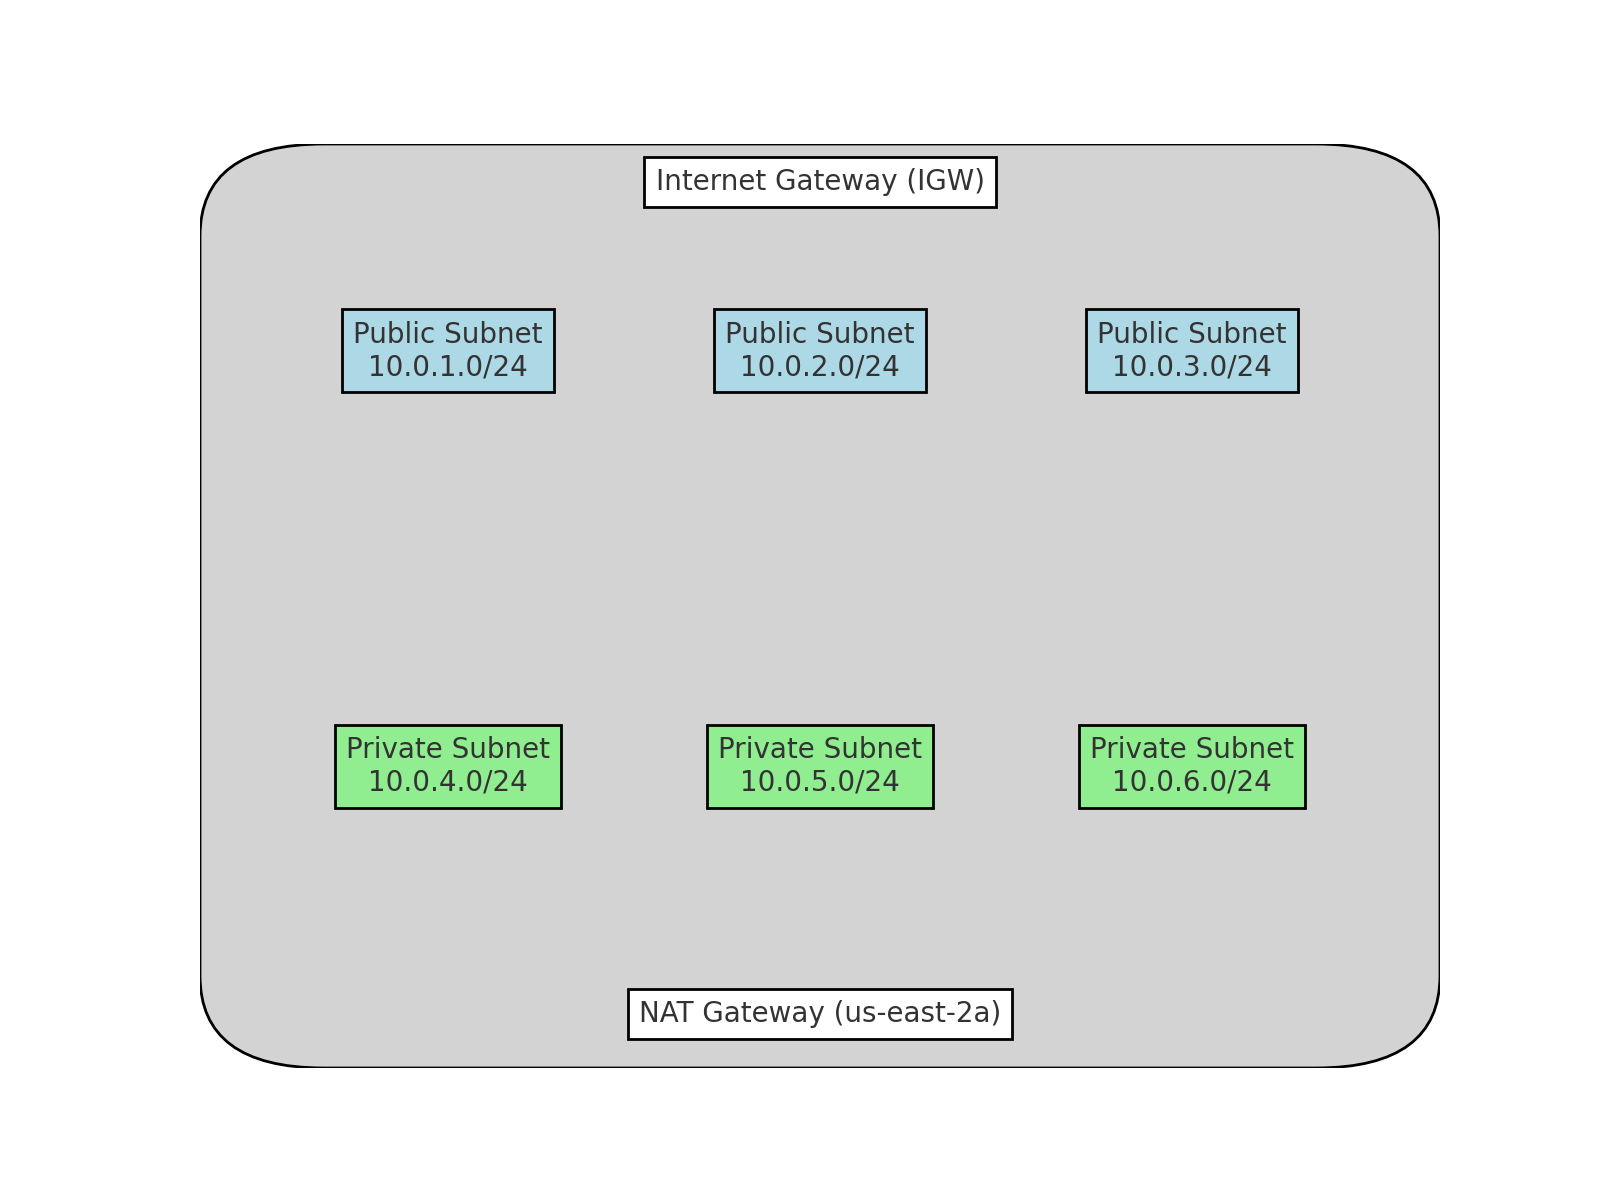 Internet Gateway (IGW)
Public Subnet
10.0.1.0/24
Public Subnet
10.0.2.0/24
Public Subnet
10.0.3.0/24
Private Subnet
10.0.4.0/24
Private Subnet
10.0.5.0/24
Private Subnet
10.0.6.0/24
NAT Gateway (us-east-2a)